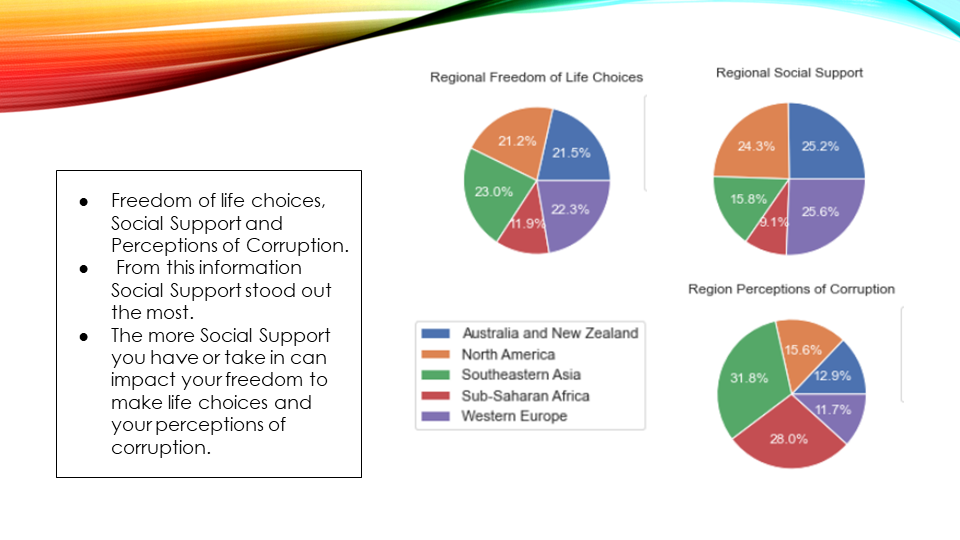 ● Freedom of life choices,
Social Support and
Perceptions of Corruption.
● From this information
Social Support stood out
the most.
● The more Social Support
you have or take in can
impact your freedom to
make life choices and
your perceptions of
corruption.
Regional Freedom of Life Choices
21.2%
21.5%
23.0%
22.3%
11.9%
Regional Social Support
24.3%
25.2%
15.8%
9.1%
25.6%
Australia and New Zealand
North America
Southeastern Asia
Sub-Saharan Africa
Western Europe
Region Perceptions of Corruption
15.6%
31.8%
12.9%
11.7%
28.0%